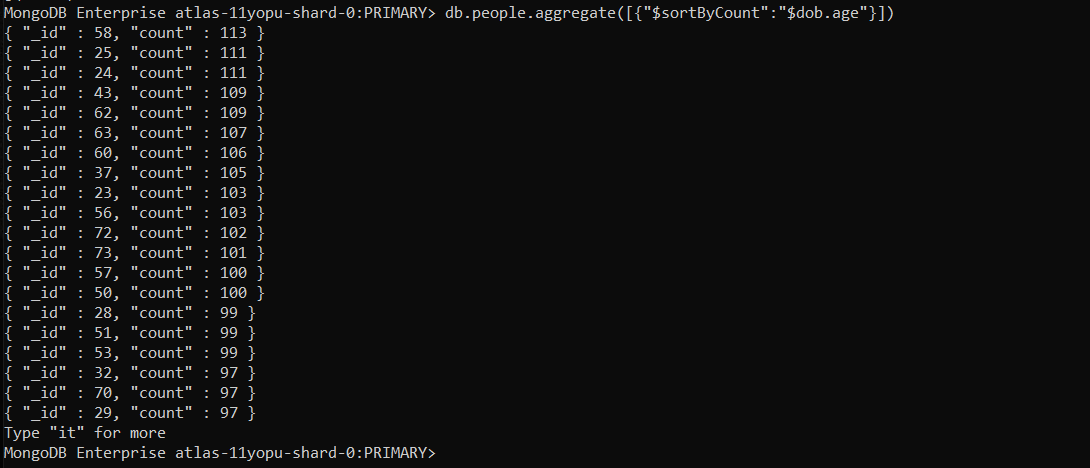 MongoDB Enterprise atlas-11yopu-shard-0:PRIMARY> db.people.aggregate([{"$sortByCount":"$dob.age"}])
{ "_id" : 58, "count" : 113 }
{ "_id" : 25, "count" : 111 }
{ "_id" : 24, "count" : 111 }
{ "_id" : 43, "count" : 109 }
{ "_id" : 62, "count" : 109 }
{ "_id" : 63, "count" : 107 }
{ "_id" : 60, "count" : 106 }
{ "_id" : 37, "count" : 105 }
{ "_id" : 23, "count" : 103 }
{ "_id" : 56, "count" : 103 }
{ "_id" : 72, "count" : 102 }
{ "_id" : 73, "count" : 101 }
{ "_id" : 57, "count" : 100 }
{ "_id" : 50, "count" : 100 }
{ "_id" : 28, "count" : 99 }
{ "_id" : 51, "count" : 99 }
{ "_id" : 53, "count" : 99 }
{ "_id" : 32, "count" : 97 }
{ "_id" : 70, "count" : 97 }
{ "_id" : 29, "count" : 97 }
Type "it" for more
MongoDB Enterprise atlas-11yopu-shard-0:PRIMARY>